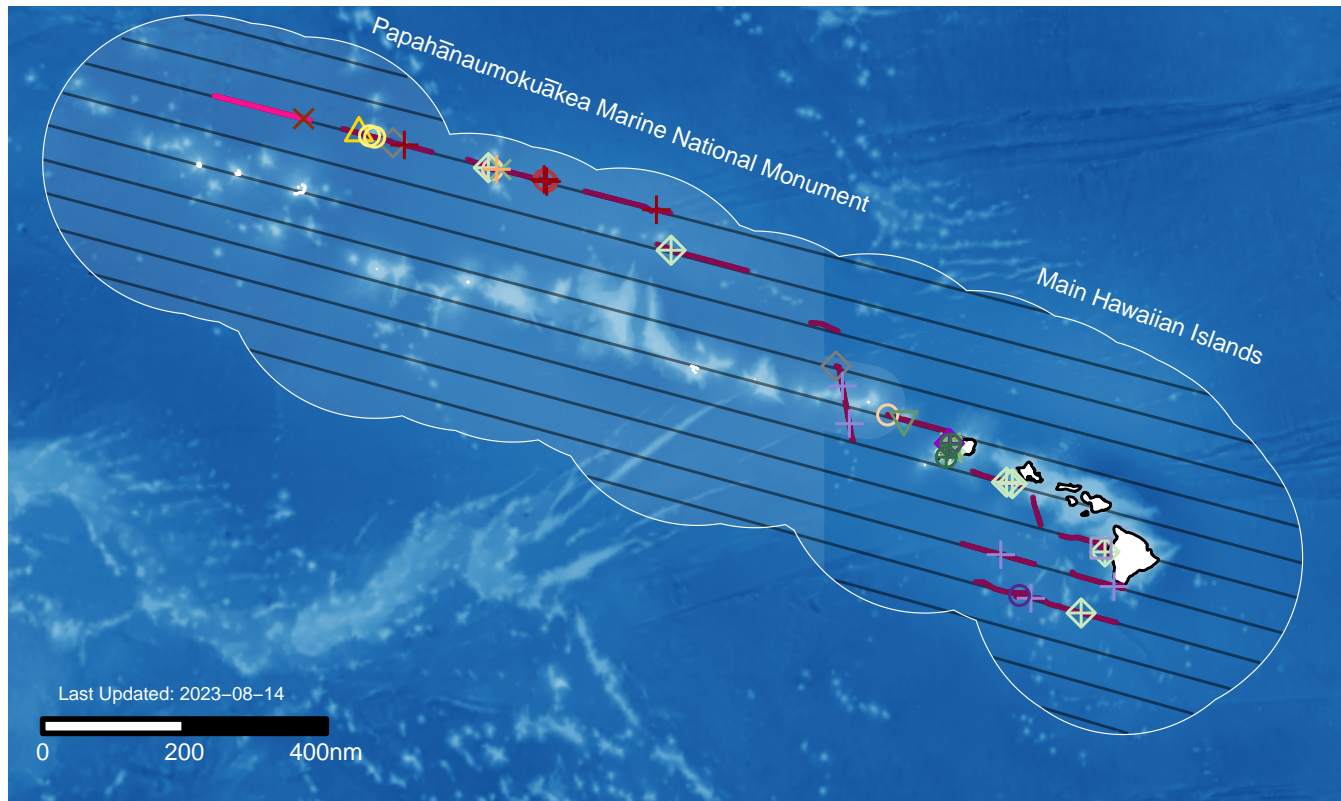 Papahānaumokuākea Marine National Monument
Main Hawaiian Islands
Last Updated: 2023−08−14
0 200 400nm